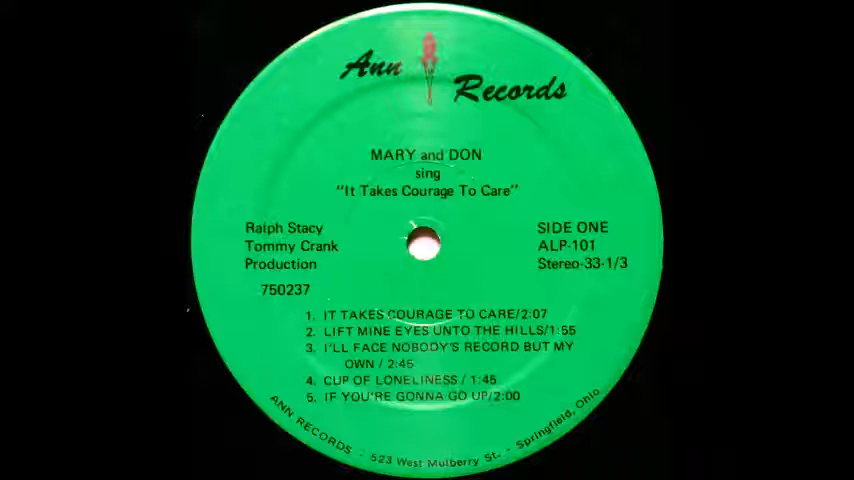 Ann Records
MARY and DON
sing
"It Takes Courage To Care"
Ralph Stacy
Tommy Crank
Production
750237
SIDE ONE
ALP-101
Stereo-33-1/3
1. IT TAKES COURAGE TO CARE/2:07
2. LIFT MINE EYES UNTO THE HILLS/1:55
3. I'LL FACE NOBODY'S RECORD BUT MY
OWN / 2:45
4. CUP OF LONELINESS / 1:45
5. IF YOU'RE GONNA GO UP/2:00
ANN RECORDS · 523 West Mulberry St. · Springfield, Ohio